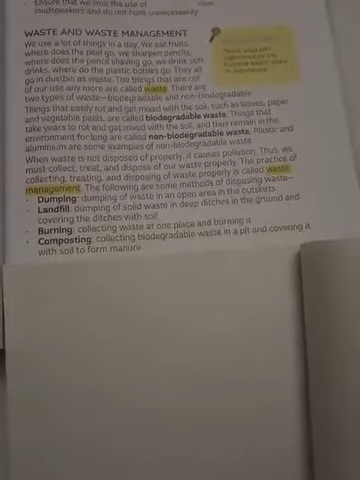 Ensure that we limit the use of
loudspeakers and do not honk unnecessarily
WASTE AND WASTE MANAGEMENT
We use a lot of things in a day. We eat fruits,
where does the peel go, we sharpen pencils,
where does the pencil shaving go, we drink soft
drinks, where do the plastic bottles go. They all
go in dustbin as waste. The things that are not
of our use any more are called waste. There are
two types of waste—biodegradable and non-biodegradable.
Things that easily rot and get mixed with the soil, such as leaves, paper
and vegetable peels, are called biodegradable waste. Things that
take years to rot and get mixed with the soil, and thus remain in the
environment for long are called non-biodegradable waste. Plastic and
aluminium are some examples of non-biodegradable waste.
When waste is not disposed of properly, it causes pollution. Thus, we
must collect, treat, and dispose of our waste properly. The practice of
collecting, treating, and disposing of waste properly is called waste
management. The following are some methods of disposing waste—
• Dumping: dumping of waste in an open area in the outskirts
• Landfill: dumping of solid waste in deep ditches in the ground and
covering the ditches with soil
• Burning: collecting waste at one place and burning it
• Composting: collecting biodegradable waste in a pit and covering it
with soil to form manure